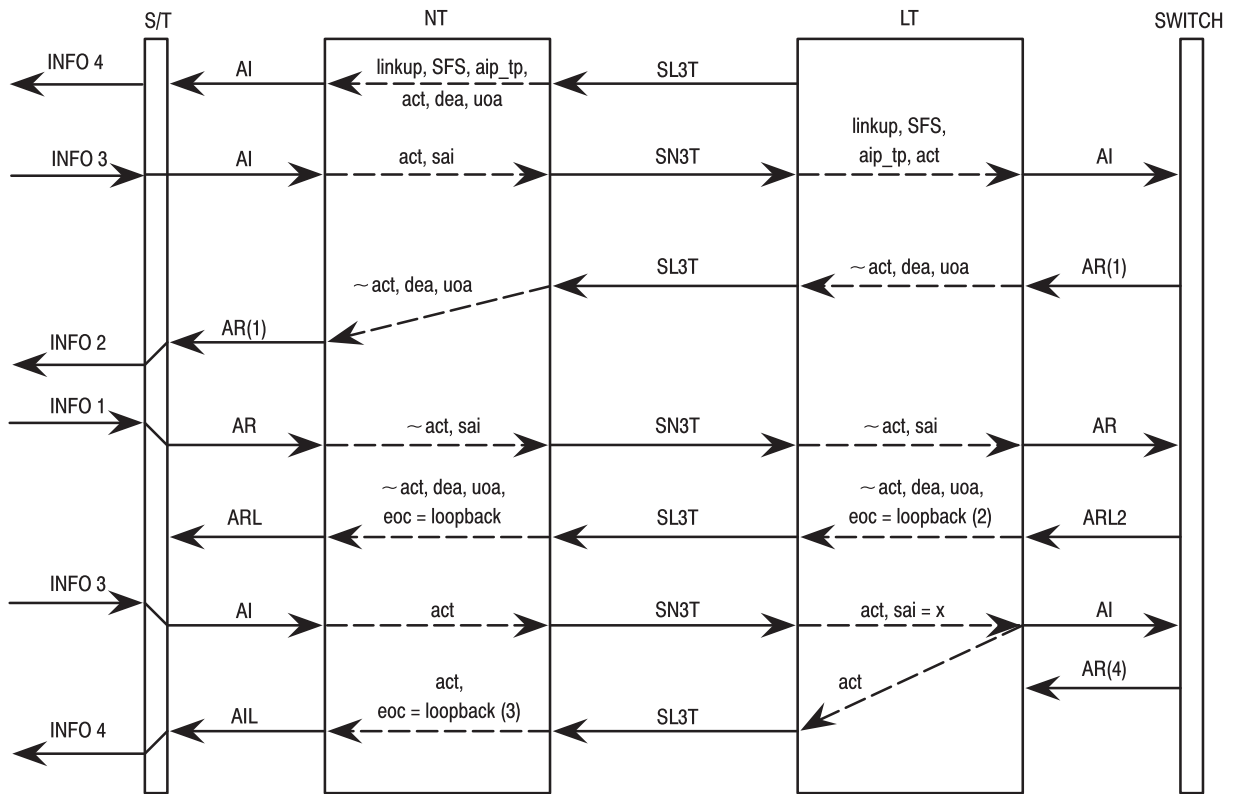 S/T
NT
LT
SWITCH
INFO 4
AI
linkup, SFS, aip_tp,
act, dea, uoa
SL3T
linkup, SFS,
aip_tp, act
INFO 3
AI
act, sai
SN3T
AI
~act, dea, uoa
SL3T
~act, dea, uoa
AR(1)
INFO 2
AR(1)
INFO 1
AR
~act, sai
SN3T
~act, sai
AR
~act, dea, uoa,
eoc = loopback
~act, dea, uoa,
eoc = loopback (2)
ARL
SL3T
ARL2
INFO 3
AI
act
SN3T
act, sai = x
AI
act
AR(4)
INFO 4
AIL
act,
eoc = loopback (3)
SL3T